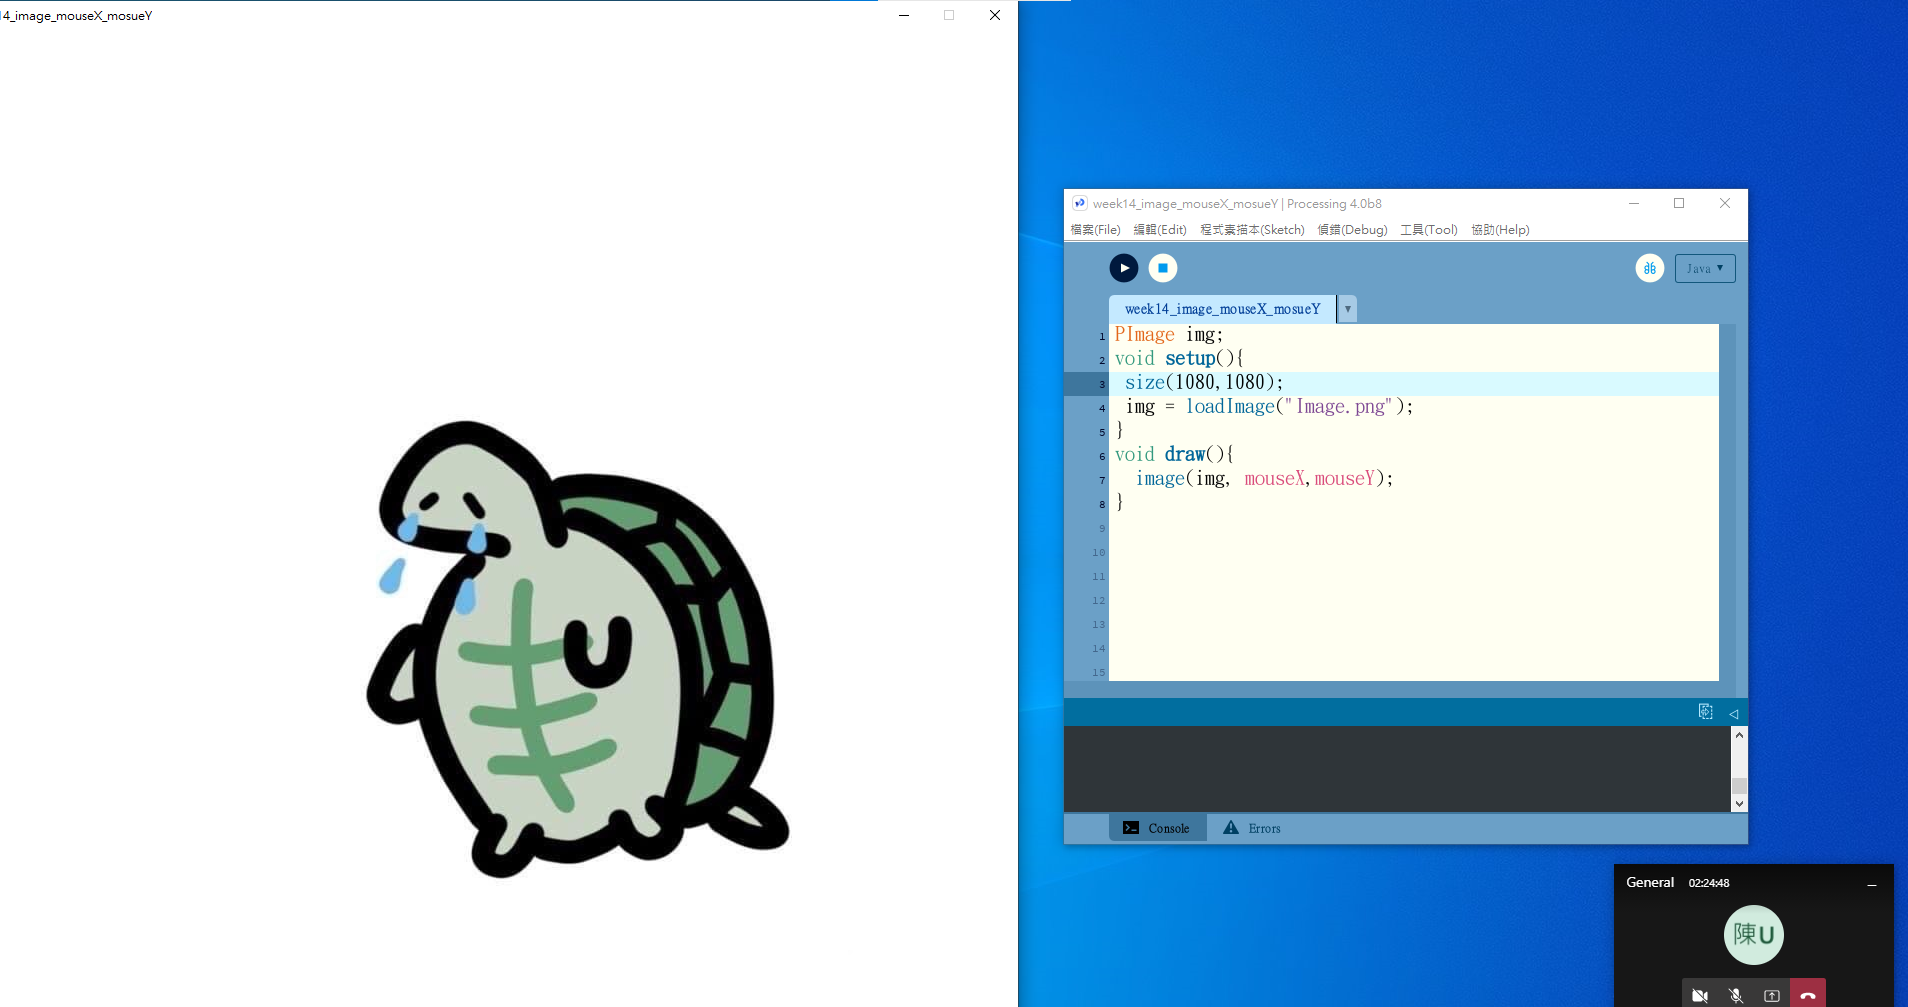 14_image_mouseX_mosueY
U
week14_image_mouseX_mosueY | Processing 4.0b8
檔案(File) 編輯(Edit) 程式素描本(Sketch) 偵錯(Debug) 工具(Tool) 協助(Help)
Java
week14_image_mouseX_mosueY
1 PImage img;
2 void setup(){
3 size(1080,1080);
4 img = loadImage("Image.png");
5 }
6 void draw(){
7 image(img, mouseX,mouseY);
8 }
9
10
11
12
13
14
15
Console Errors
General 02:24:48
陳U